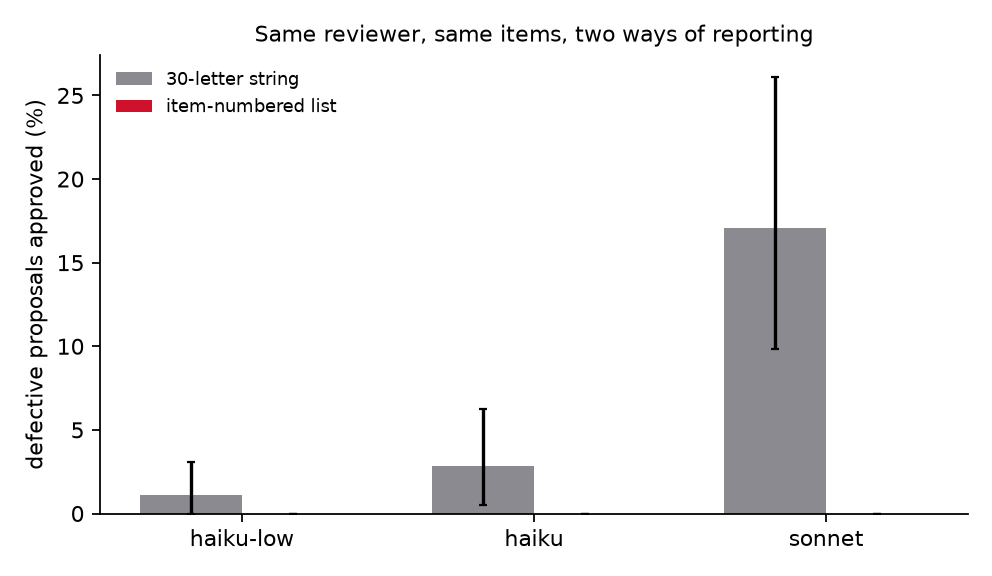 Same reviewer, same items, two ways of reporting
30-letter string
item-numbered list
defective proposals approved (%)
25
20
15
10
5
0
haiku-low
haiku
sonnet